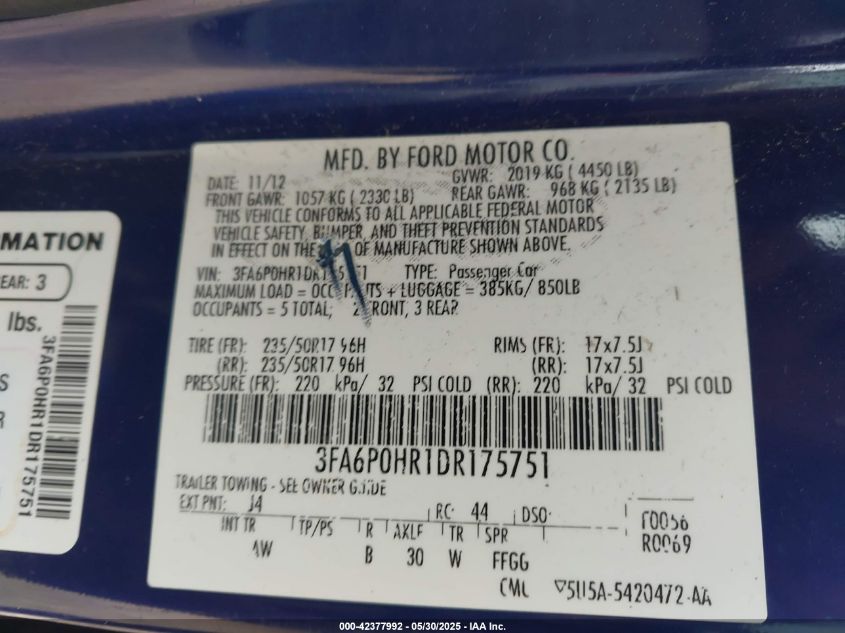 MFD. BY FORD MOTOR CO.
DATE: 11/12 GVWR: 2019 KG ( 4450 LB)
FRONT GAWR: 1057 KG ( 2330 LB) REAR GAWR: 968 KG ( 2135 LB)
THIS VEHICLE CONFORMS TO ALL APPLICABLE FEDERAL MOTOR
VEHICLE SAFETY, BUMPER, AND THEFT PREVENTION STANDARDS
IN EFFECT ON THE OF MANUFACTURE SHOWN ABOVE.
VIN: 3FA6P0HR1DR175751 TYPE: Passenger Car
MAXIMUM LOAD = OCCUPANTS + LUGGAGE = 385KG/ 850LB
OCCUPANTS = 5 TOTAL; 2 FRONT, 3 REAR
TIRE (FR): 235/50R17 96H RIMS (FR): 17x7.5J
(RR): 235/50R17 96H (RR): 17x7.5J
PRESSURE (FR): 220 kPa/ 32 PSI COLD (RR): 220 kPa/ 32 PSI COLD
3FA6P0HR1DR175751
TRAILER TOWING - SEE OWNER GUIDE
EXT PNT: J4 RC: 44 DSO:
INT TR TP/PS R AXLE TR SPR
4W B 30 W FFGG
F0056
R0069
CML ▽5U5A-5420472-AA
RMATION
REAR: 3
lbs.
S
R
3FA6P0HR1DR175751
000-42377992 - 05/30/2025 - IAA Inc.